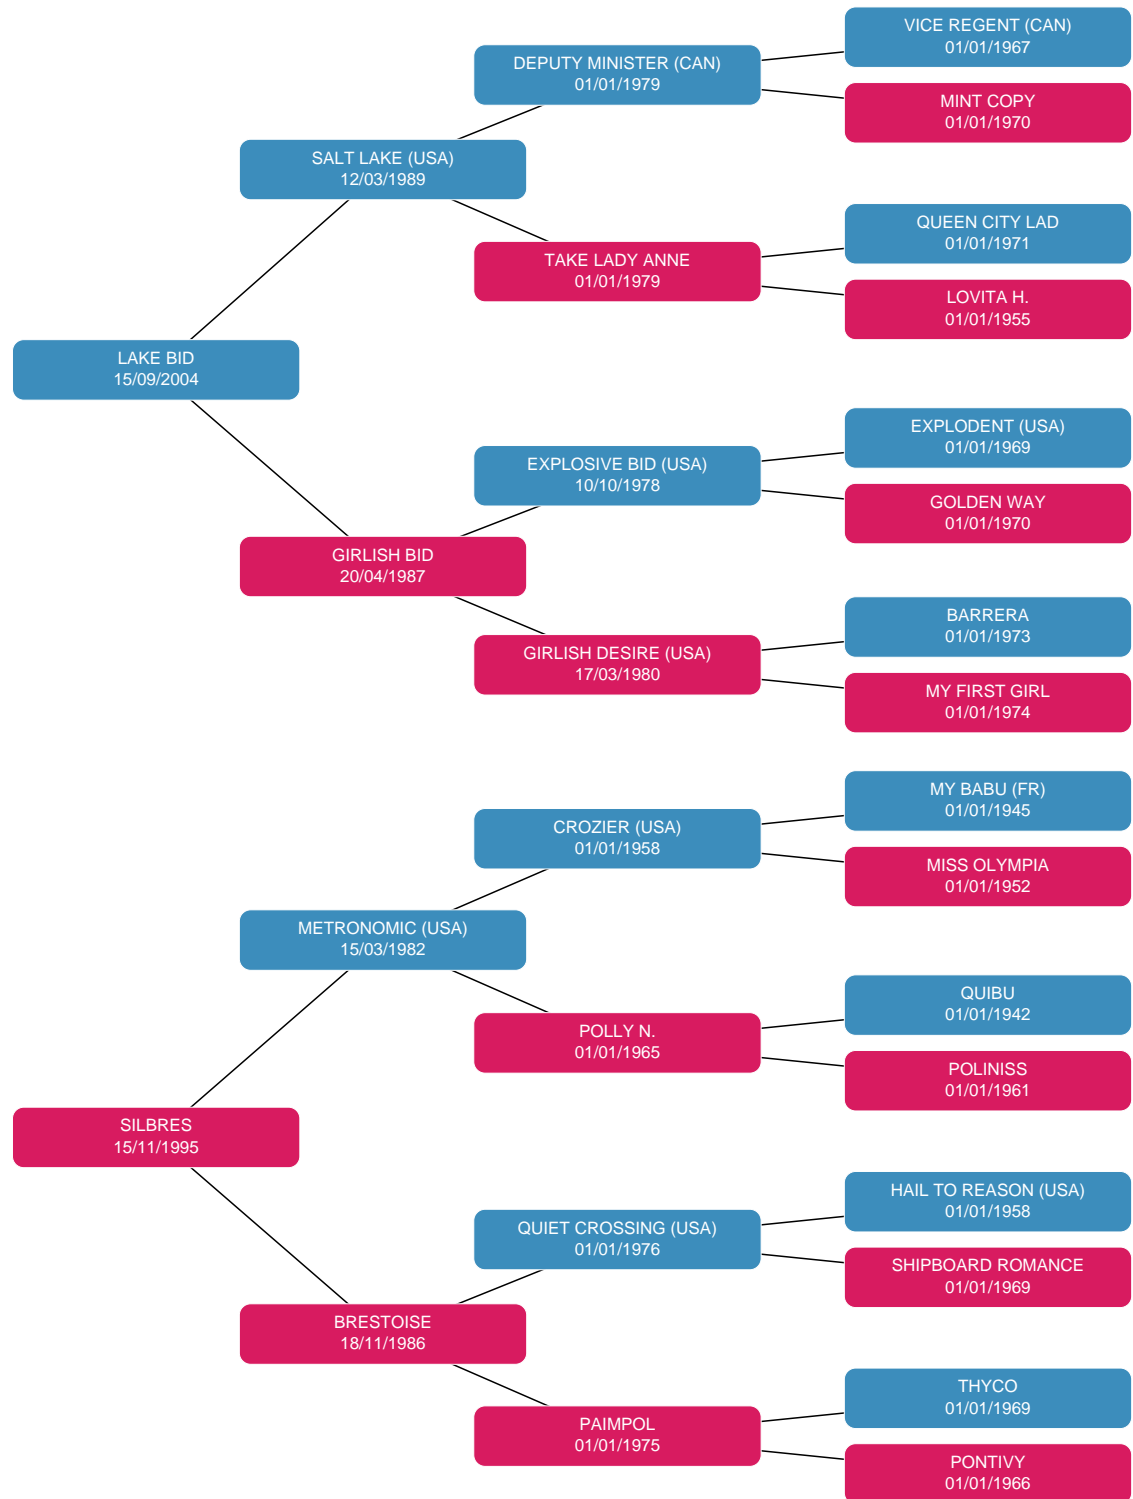 VICE REGENT (CAN)
01/01/1967
DEPUTY MINISTER (CAN)
01/01/1979
MINT COPY
01/01/1970
SALT LAKE (USA)
12/03/1989
QUEEN CITY LAD
01/01/1971
TAKE LADY ANNE
01/01/1979
LOVITA H.
01/01/1955
LAKE BID
15/09/2004
EXPLODENT (USA)
01/01/1969
EXPLOSIVE BID (USA)
10/10/1978
GOLDEN WAY
01/01/1970
GIRLISH BID
20/04/1987
BARRERA
01/01/1973
GIRLISH DESIRE (USA)
17/03/1980
MY FIRST GIRL
01/01/1974
MY BABU (FR)
01/01/1945
CROZIER (USA)
01/01/1958
MISS OLYMPIA
01/01/1952
METRONOMIC (USA)
15/03/1982
QUIBU
01/01/1942
POLLY N.
01/01/1965
POLINISS
01/01/1961
SILBRES
15/11/1995
HAIL TO REASON (USA)
01/01/1958
QUIET CROSSING (USA)
01/01/1976
SHIPBOARD ROMANCE
01/01/1969
BRESTOISE
18/11/1986
THYCO
01/01/1969
PAIMPOL
01/01/1975
PONTIVY
01/01/1966